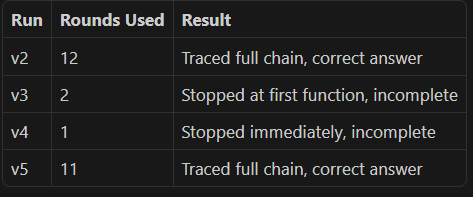 Run Rounds Used Result
v2 12 Traced full chain, correct answer
v3 2 Stopped at first function, incomplete
v4 1 Stopped immediately, incomplete
v5 11 Traced full chain, correct answer